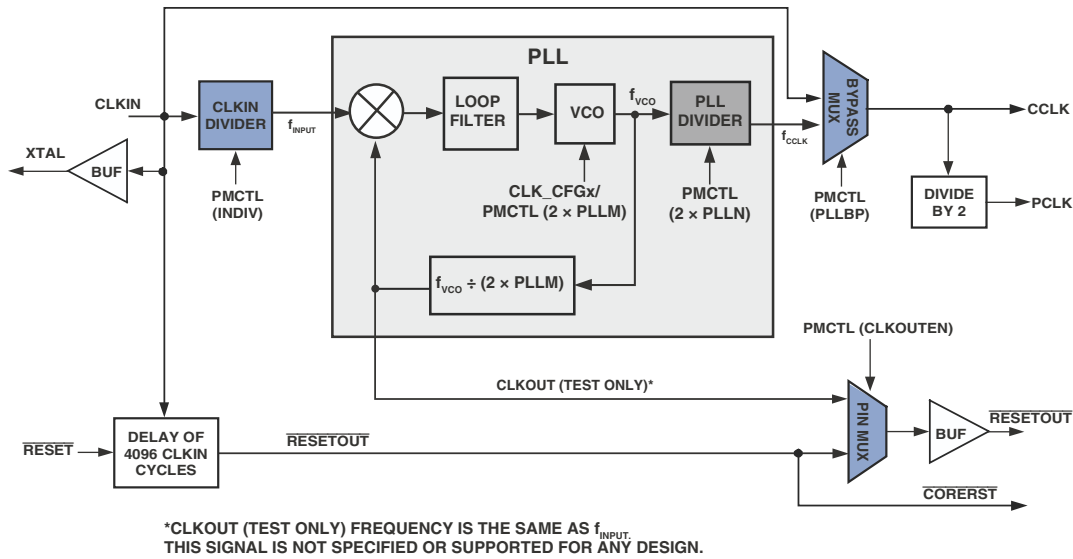 PLL
CLKIN
CLKIN
DIVIDER
f_INPUT
LOOP
FILTER
VCO
f_VCO
PLL
DIVIDER
f_CCLK
BYPASS
MUX
CCLK
XTAL
BUF
PMCTL
(INDIV)
CLK_CFGx/
PMCTL (2 × PLLM)
PMCTL
(2 × PLLN)
PMCTL
(PLLBP)
DIVIDE
BY 2
PCLK
f_VCO ÷ (2 × PLLM)
PMCTL (CLKOUTEN)
CLKOUT (TEST ONLY)*
PIN MUX
BUF
RESETOUT
RESET
DELAY OF
4096 CLKIN
CYCLES
RESETOUT
CORERST
*CLKOUT (TEST ONLY) FREQUENCY IS THE SAME AS f_INPUT.
THIS SIGNAL IS NOT SPECIFIED OR SUPPORTED FOR ANY DESIGN.